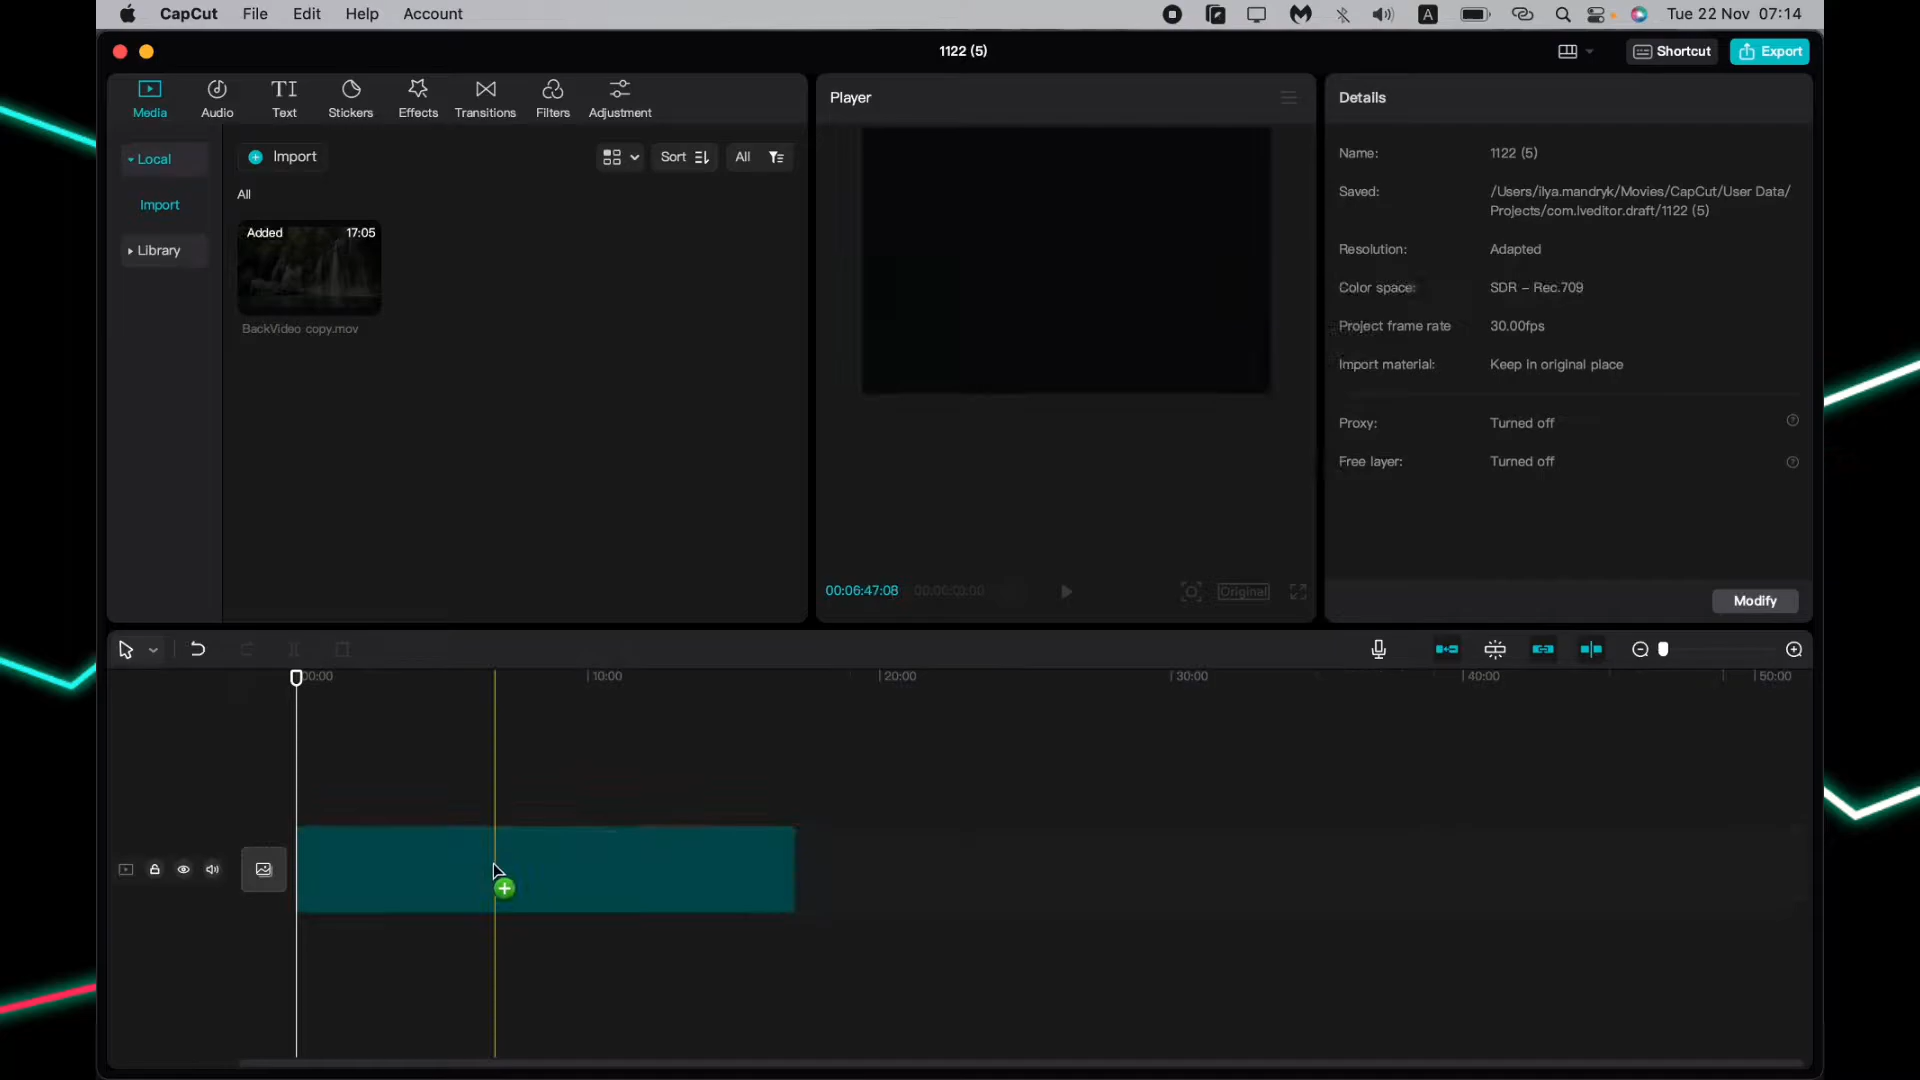 CapCut File Edit Help Account A Tue 22 Nov 07:14
1122 (5) Shortcut Export
Media Audio TI Text Stickers Effects Transitions Filters Adjustment
Local
Import
Library
Import Sort All
All
Added 17:05
BackVideo copy.mov
Player
00:06:47:08 00:00:00:00 Original
Details
Name: 1122 (5)
Saved: /Users/ilya.mandryk/Movies/CapCut/User Data/
Projects/com.lveditor.draft/1122 (5)
Resolution: Adapted
Color space: SDR – Rec.709
Project frame rate 30.00fps
Import material: Keep in original place
Proxy: Turned off
Free layer: Turned off
Modify
00:00 10:00 20:00 30:00 40:00 50:00